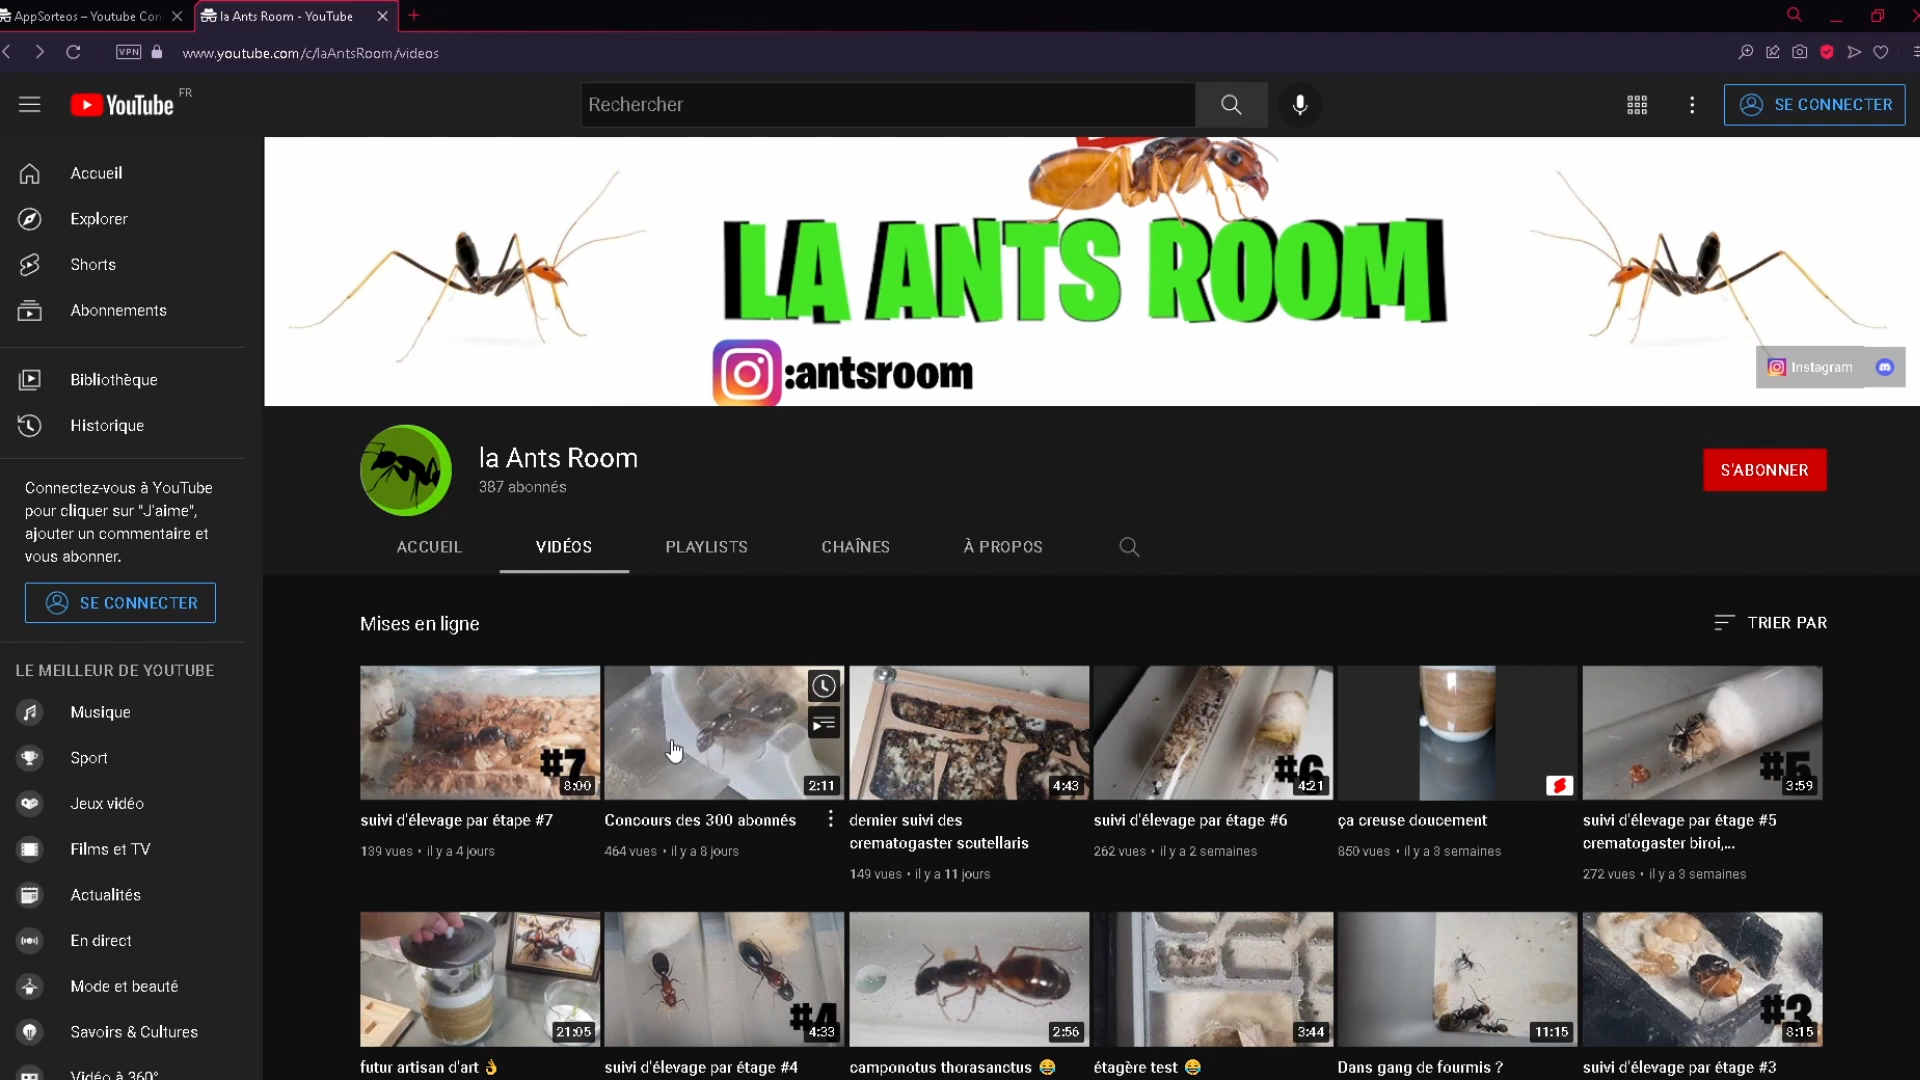 AppSorteos – Youtube Con
la Ants Room - YouTube
VPN
www.youtube.com/c/laAntsRoom/videos
YouTube FR
Rechercher
SE CONNECTER
Accueil
Explorer
Shorts
Abonnements
Bibliothèque
Historique
Connectez-vous à YouTube
pour cliquer sur "J'aime",
ajouter un commentaire et
vous abonner.
SE CONNECTER
LE MEILLEUR DE YOUTUBE
Musique
Sport
Jeux vidéo
Films et TV
Actualités
En direct
Mode et beauté
Savoirs & Cultures
Vidéo à 360°
LA ANTS ROOM
:antsroom
Instagram
la Ants Room
387 abonnés
S'ABONNER
ACCUEIL VIDÉOS PLAYLISTS CHAÎNES À PROPOS
Mises en ligne
TRIER PAR
#7
8:00
suivi d'élevage par étape #7
139 vues • il y a 4 jours
2:11
Concours des 300 abonnés
464 vues • il y a 8 jours
4:43
dernier suivi des
crematogaster scutellaris
149 vues • il y a 11 jours
#6
4:21
suivi d'élevage par étage #6
262 vues • il y a 2 semaines
ça creuse doucement
850 vues • il y a 3 semaines
#5
3:59
suivi d'élevage par étage #5
crematogaster biroi,...
272 vues • il y a 3 semaines
21:05
futur artisan d'art 👌
#4
4:33
suivi d'élevage par étage #4
2:56
camponotus thorasanctus 😂
3:44
étagère test 😂
11:15
Dans gang de fourmis ?
#3
8:15
suivi d'élevage par étage #3